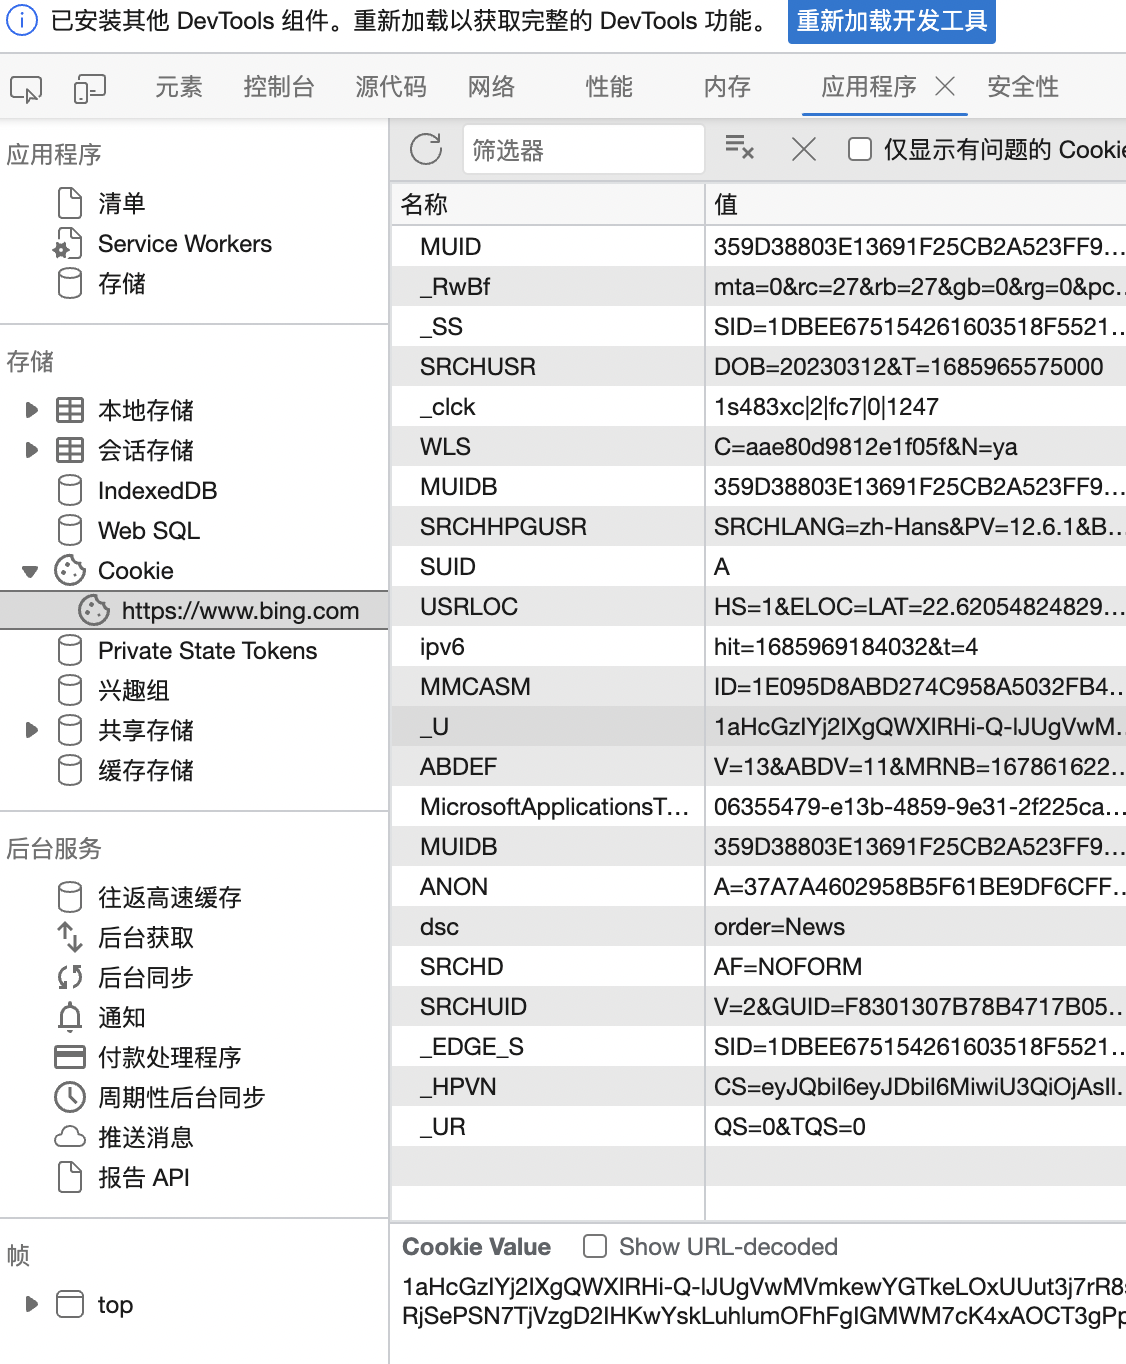 已安装其他 DevTools 组件。重新加载以获取完整的 DevTools 功能。 重新加载开发工具
元素 控制台 源代码 网络 性能 内存 应用程序 安全性
应用程序
清单
Service Workers
存储
存储
本地存储
会话存储
IndexedDB
Web SQL
Cookie
https://www.bing.com
Private State Tokens
兴趣组
共享存储
缓存存储
后台服务
往返高速缓存
后台获取
后台同步
通知
付款处理程序
周期性后台同步
推送消息
报告 API
帧
top
筛选器 仅显示有问题的 Cookie
名称 值
MUID 359D38803E13691F25CB2A523FF9...
_RwBf mta=0&rc=27&rb=27&gb=0&rg=0&pc...
_SS SID=1DBEE675154261603518F5521...
SRCHUSR DOB=20230312&T=1685965575000
_clck 1s483xc|2|fc7|0|1247
WLS C=aae80d9812e1f05f&N=ya
MUIDB 359D38803E13691F25CB2A523FF9...
SRCHHPGUSR SRCHLANG=zh-Hans&PV=12.6.1&B...
SUID A
USRLOC HS=1&ELOC=LAT=22.62054824829...
ipv6 hit=1685969184032&t=4
MMCASM ID=1E095D8ABD274C958A5032FB4...
_U 1aHcGzIYj2IXgQWXIRHi-Q-lJUgVwM...
ABDEF V=13&ABDV=11&MRNB=167861622...
MicrosoftApplicationsT... 06355479-e13b-4859-9e31-2f225ca...
MUIDB 359D38803E13691F25CB2A523FF9...
ANON A=37A7A4602958B5F61BE9DF6CFF...
dsc order=News
SRCHD AF=NOFORM
SRCHUID V=2&GUID=F8301307B78B4717B05...
_EDGE_S SID=1DBEE675154261603518F5521...
_HPVN CS=eyJQbiI6eyJDbiI6MiwiU3QiOjAsIl...
_UR QS=0&TQS=0
Cookie Value Show URL-decoded
1aHcGzIYj2IXgQWXIRHi-Q-lJUgVwMVmkewYGTkeLOxUUut3j7rR8s
RjSePSN7TjVzgD2IHKwYskLuhlumOFhFgIGMWM7cK4xAOCT3gPp